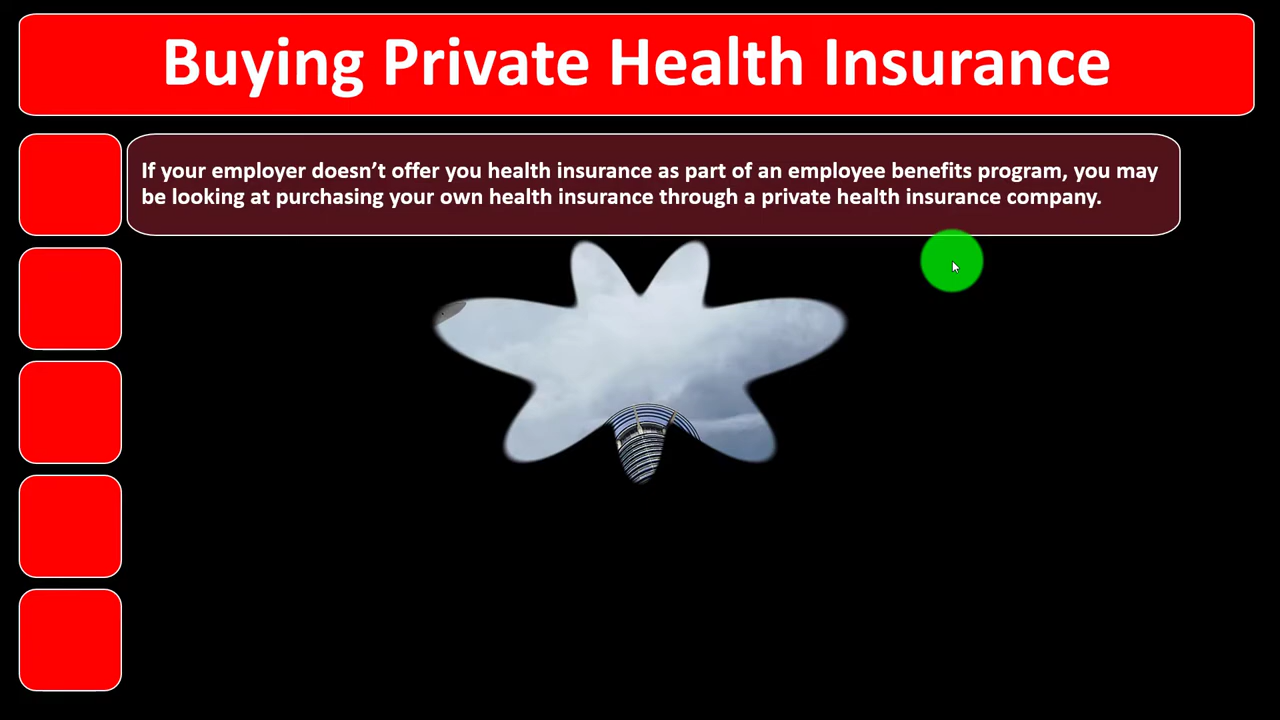 Buying Private Health Insurance
If your employer doesn’t offer you health insurance as part of an employee benefits program, you may
be looking at purchasing your own health insurance through a private health insurance company.